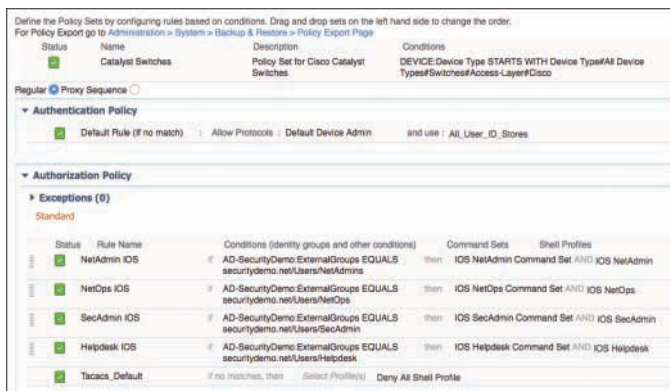 Define the Policy Sets by configuring rules based on conditions. Drag and drop sets on the left hand side to change the order.
For Policy Export go to Administration > System > Backup & Restore > Policy Export Page
Status Name Description Conditions
Catalyst Switches Policy Set for Cisco Catalyst DEVICE:Device Type STARTS WITH Device Type#All Device
Switches Types#Switches#Access-Layer#Cisco
Regular Proxy Sequence
Authentication Policy
Default Rule (If no match) : Allow Protocols : Default Device Admin and use : All_User_ID_Stores
Authorization Policy
Exceptions (0)
Standard
Status Rule Name Conditions (identity groups and other conditions) Command Sets Shell Profiles
NetAdmin IOS if AD-SecurityDemo:ExternalGroups EQUALS then IOS NetAdmin Command Set AND IOS NetAdmin
securitydemo.net/Users/NetAdmins
NetOps IOS if AD-SecurityDemo:ExternalGroups EQUALS then IOS NetOps Command Set AND IOS NetOps
securitydemo.net/Users/NetOps
SecAdmin IOS if AD-SecurityDemo:ExternalGroups EQUALS then IOS SecAdmin Command Set AND IOS SecAdmin
securitydemo.net/Users/SecAdmin
Helpdesk IOS if AD-SecurityDemo:ExternalGroups EQUALS then IOS Helpdesk Command Set AND IOS Helpdesk
securitydemo.net/Users/Helpdesk
Tacacs_Default if no matches, then Select Profile(s) Deny All Shell Profile